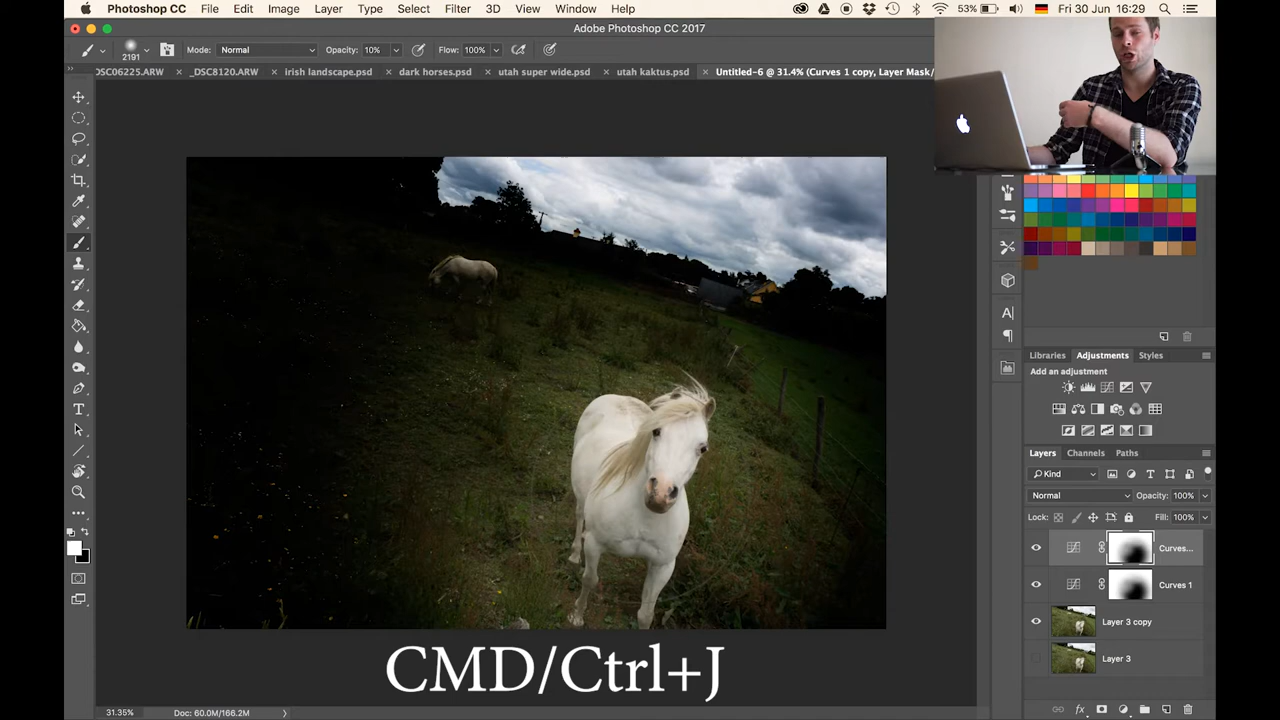 Photoshop CC File Edit Image Layer Type Select Filter 3D View Window Help 53% Fri 30 Jun 16:29
Adobe Photoshop CC 2017
2191 Mode: Normal Opacity: 10% Flow: 100%
_DSC06225.ARW × _DSC8120.ARW × irish landscape.psd × dark horses.psd × utah super wide.psd × utah kaktus.psd × Untitled-6 @ 31.4% (Curves 1 copy, Layer Mask/
Libraries Adjustments Styles
Add an adjustment
Layers Channels Paths
Kind
Normal Opacity: 100%
Lock: Fill: 100%
Curves...
Curves 1
Layer 3 copy
Layer 3
CMD/Ctrl+J
31.35% Doc: 60.0M/166.2M